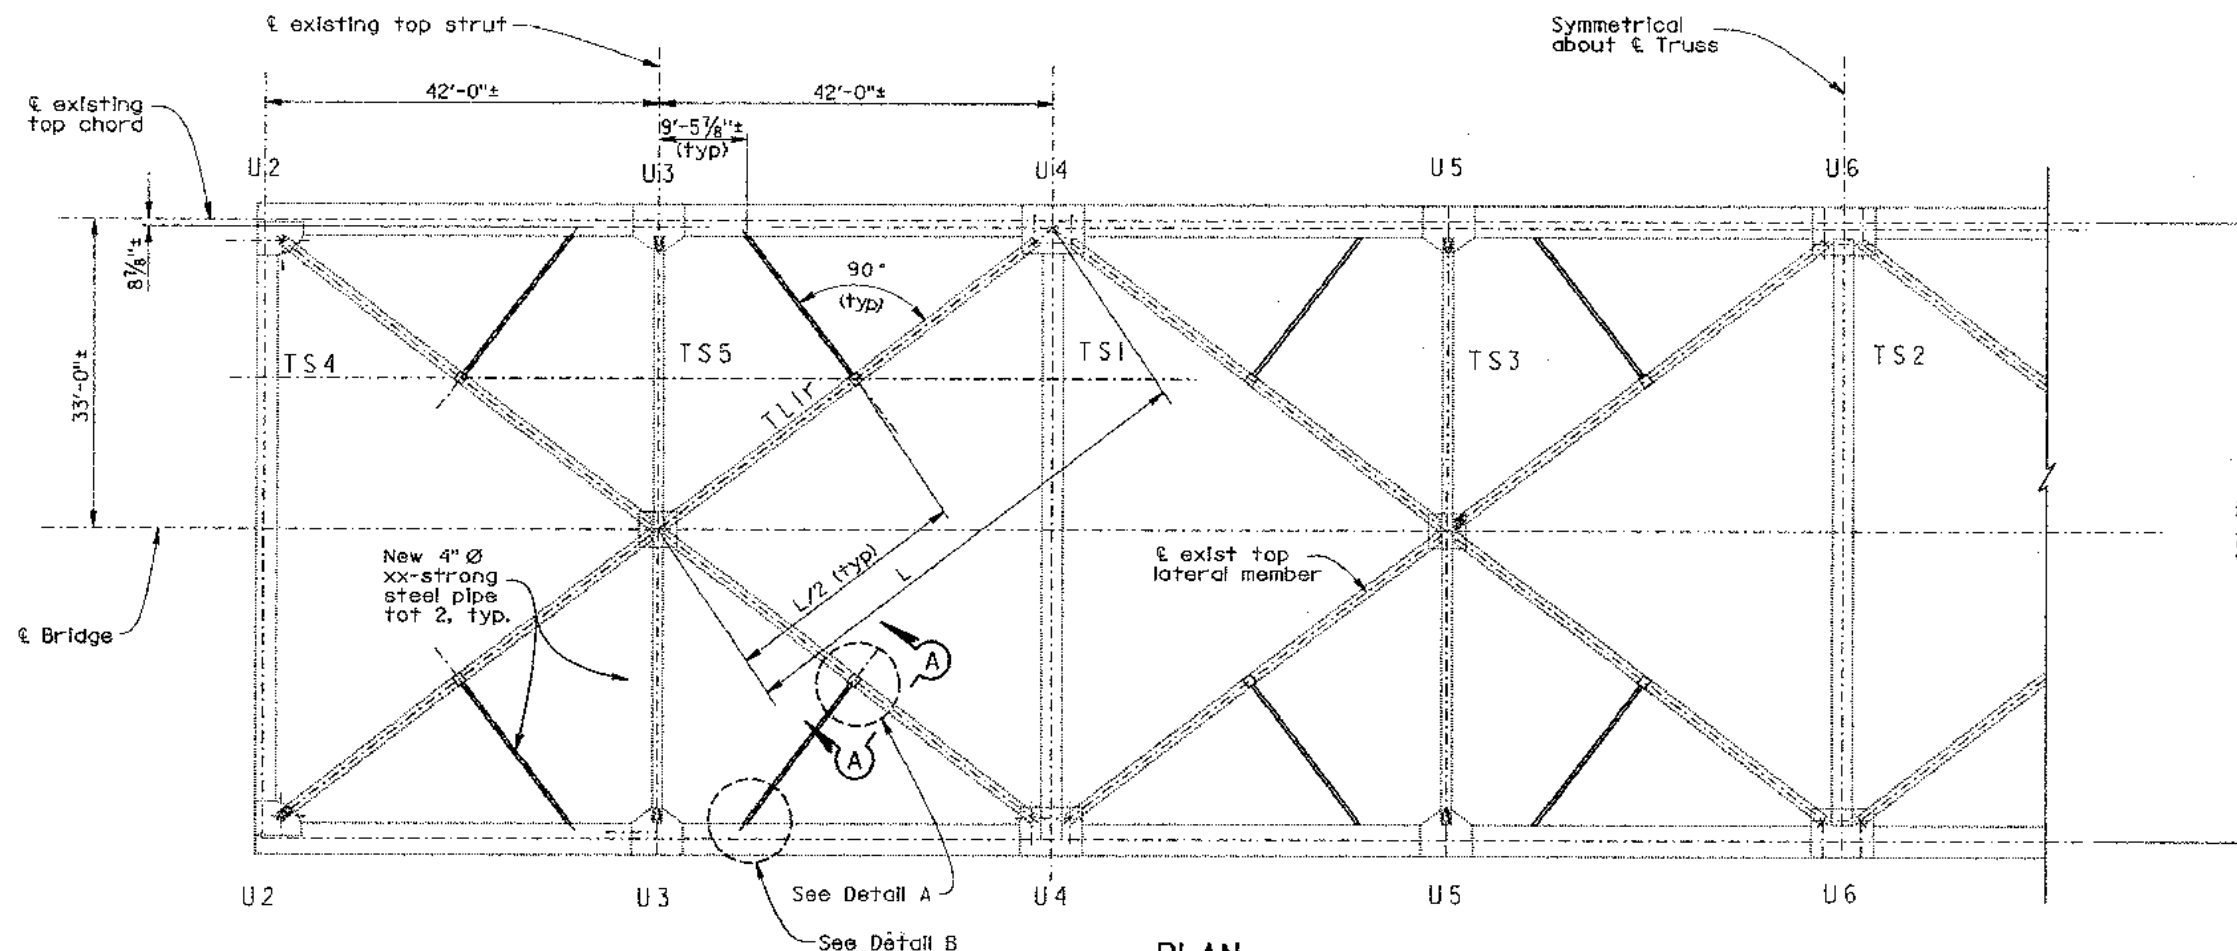 ℄ existing top strut
Symmetrical
about ℄ Truss
℄ existing
top chord
42'-0"±
42'-0"±
9'-5⅞"±
(typ)
U2
U3
U4
U5
U6
8⅞"±
90°
(typ)
33'-0"±
TS4
TS5
TS1
TS3
TS2
TL1r
New 4" Ø
xx-strong
steel pipe
tot 2, typ.
L/2 (typ)
L
℄ exist top
lateral member
℄ Bridge
A
A
U2
U3
U4
U5
U6
See Detail A
See Detail B
PLAN